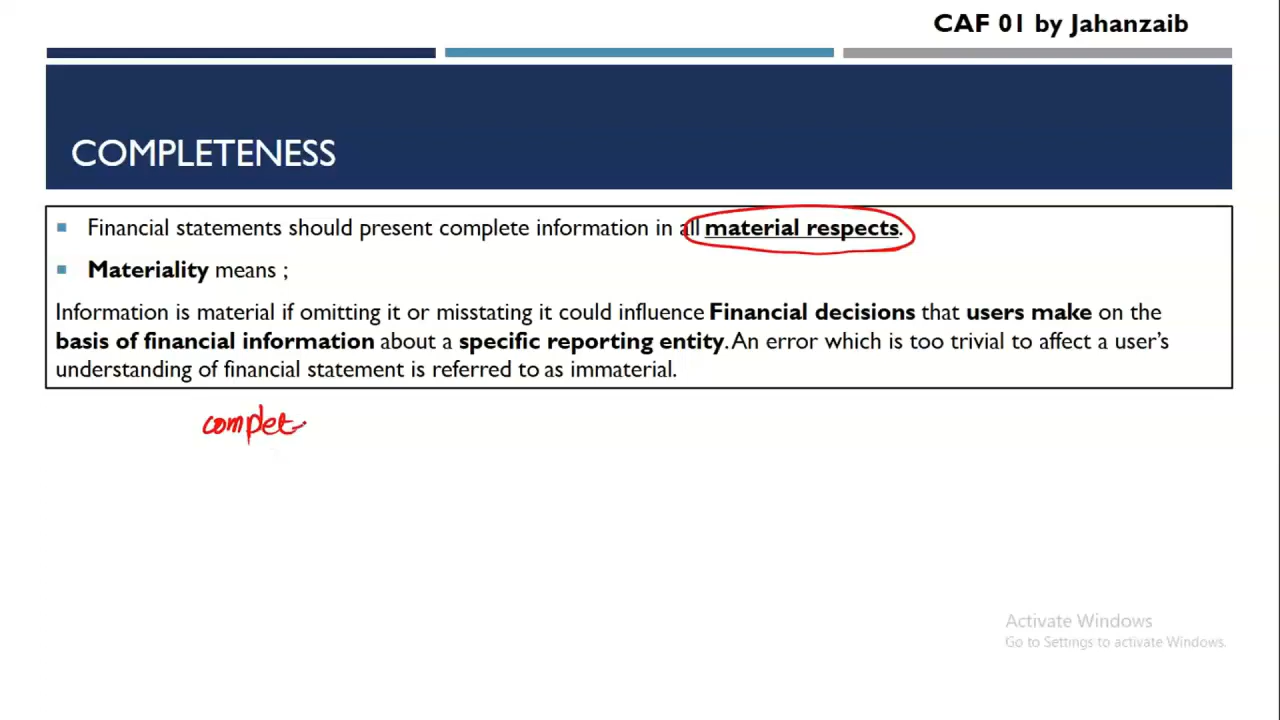 CAF 01 by Jahanzaib
COMPLETENESS
Financial statements should present complete information in all material respects.
Materiality means ;
Information is material if omitting it or misstating it could influence Financial decisions that users make on the
basis of financial information about a specific reporting entity. An error which is too trivial to affect a user's
understanding of financial statement is referred to as immaterial.
complet
Activate Windows
Go to Settings to activate Windows.